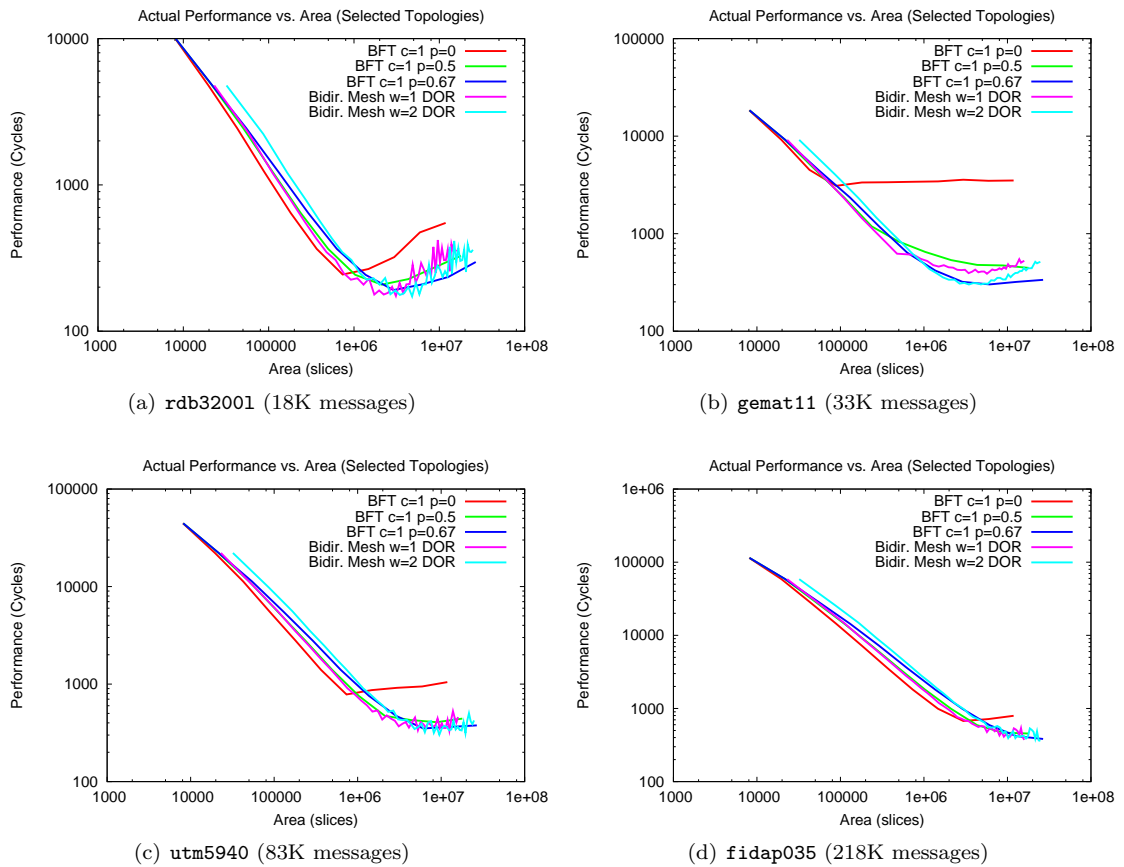 Actual Performance vs. Area (Selected Topologies)
Performance (Cycles)
10000
1000
100
BFT c=1 p=0
BFT c=1 p=0.5
BFT c=1 p=0.67
Bidir. Mesh w=1 DOR
Bidir. Mesh w=2 DOR
1000 10000 100000 1e+06 1e+07 1e+08
Area (slices)
(a) rdb3200l (18K messages)
Actual Performance vs. Area (Selected Topologies)
Performance (Cycles)
100000
10000
1000
100
BFT c=1 p=0
BFT c=1 p=0.5
BFT c=1 p=0.67
Bidir. Mesh w=1 DOR
Bidir. Mesh w=2 DOR
1000 10000 100000 1e+06 1e+07 1e+08
Area (slices)
(b) gemat11 (33K messages)
Actual Performance vs. Area (Selected Topologies)
Performance (Cycles)
100000
10000
1000
100
BFT c=1 p=0
BFT c=1 p=0.5
BFT c=1 p=0.67
Bidir. Mesh w=1 DOR
Bidir. Mesh w=2 DOR
1000 10000 100000 1e+06 1e+07 1e+08
Area (slices)
(c) utm5940 (83K messages)
Actual Performance vs. Area (Selected Topologies)
Performance (Cycles)
1e+06
100000
10000
1000
100
BFT c=1 p=0
BFT c=1 p=0.5
BFT c=1 p=0.67
Bidir. Mesh w=1 DOR
Bidir. Mesh w=2 DOR
1000 10000 100000 1e+06 1e+07 1e+08
Area (slices)
(d) fidap035 (218K messages)